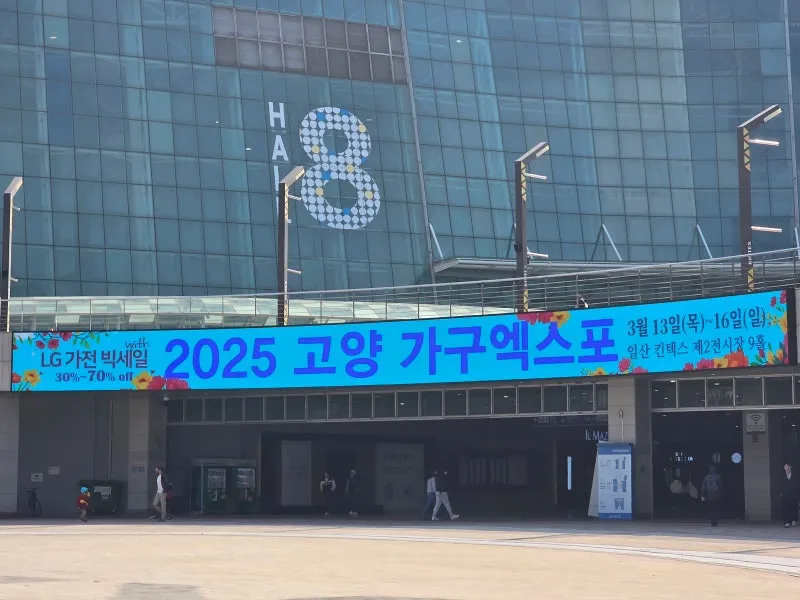 HALL
8
with
LG 가전 빅세일
30%~70% off
2025 고양 가구엑스포
3월 13일(목)~16일(일)
일산 킨텍스 제2전시장 9홀
IL MAZ